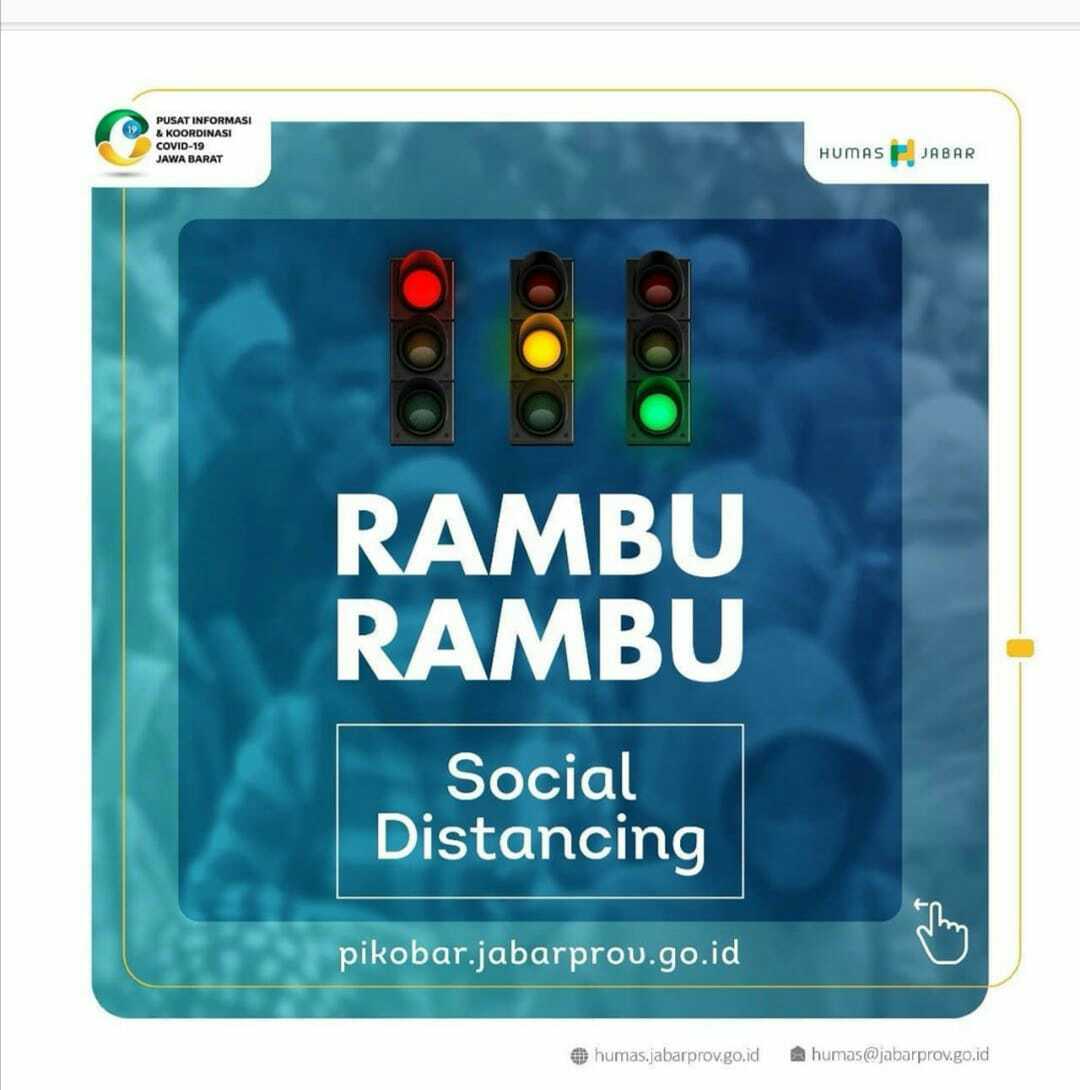 PUSAT INFORMASI
& KOORDINASI
COVID-19
JAWA BARAT
19
HUMAS JABAR
RAMBU
RAMBU
Social
Distancing
pikobar.jabarprov.go.id
humas.jabarprov.go.id
humas@jabarprov.go.id